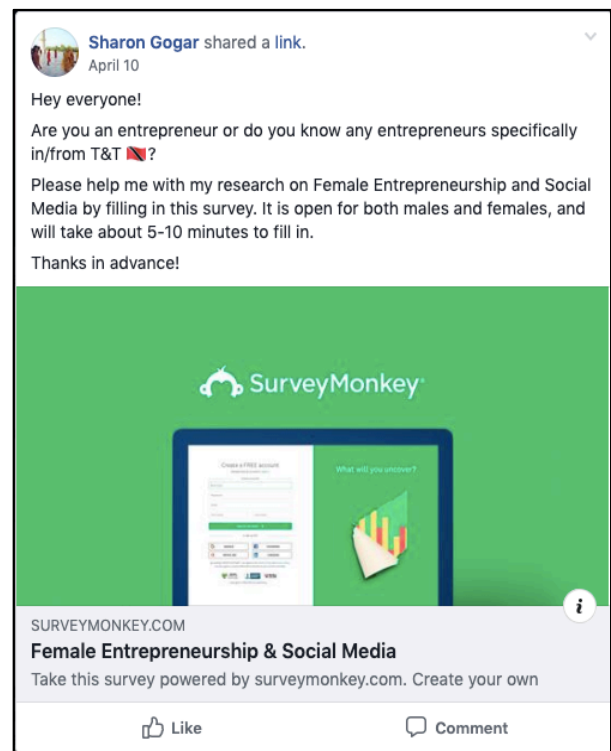 Sharon Gogar shared a link.
April 10
Hey everyone!
Are you an entrepreneur or do you know any entrepreneurs specifically
in/from T&T 🇹🇹?
Please help me with my research on Female Entrepreneurship and Social
Media by filling in this survey. It is open for both males and females, and
will take about 5-10 minutes to fill in.
Thanks in advance!
SurveyMonkey
Create a FREE account
What will you uncover?
i
SURVEYMONKEY.COM
Female Entrepreneurship & Social Media
Take this survey powered by surveymonkey.com. Create your own
Like
Comment